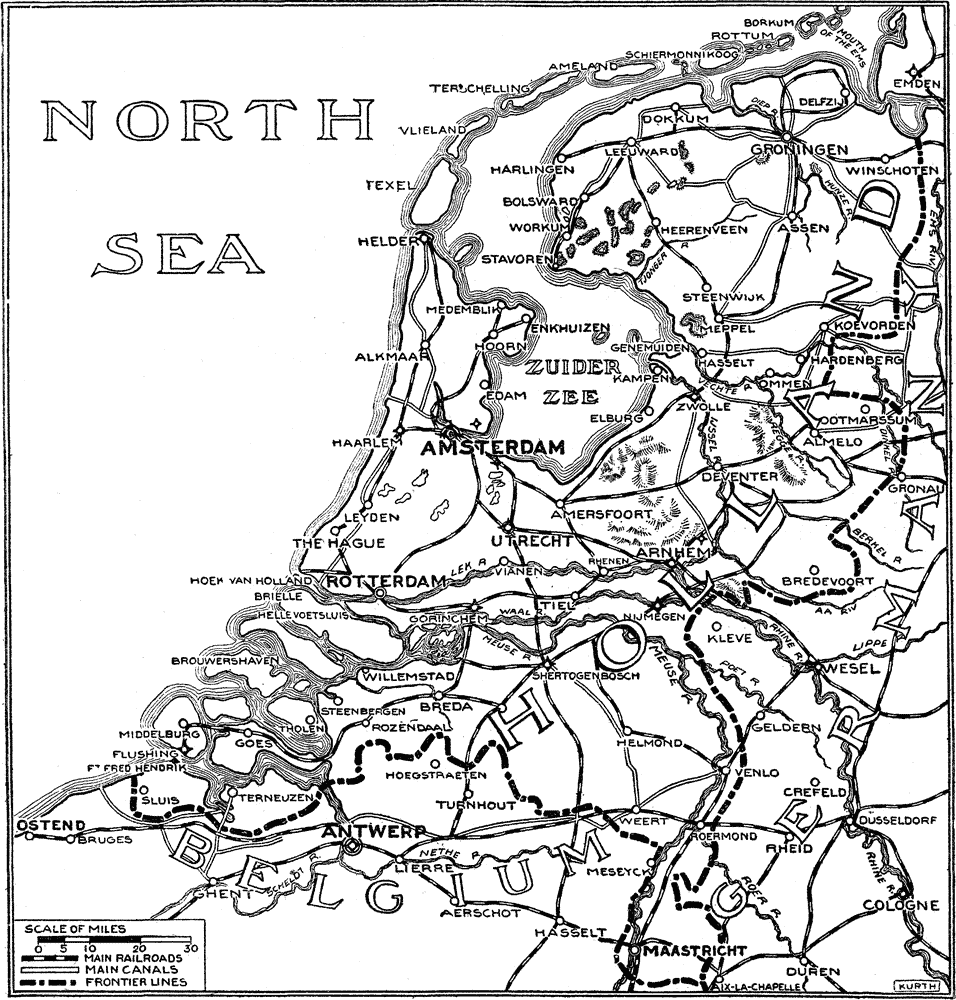 BORKUM
ROTTUM
MOUTH
OF THE EMS
SCHIERMONNIKOOG
AMELAND
EMDEN
TERSCHELLING
DELFZIJL
DIEP R.
DOKKUM
NORTH
VLIELAND
LEEUWARD
GRONINGEN
HARLINGEN
WINSCHOTEN
TEXEL
HUNZE R.
BOLSWARD
WORKUM
HEERENVEEN
ASSEN
EMS RIV.
SEA
HELDER
STAVOREN
TJONGER R.
STEENWIJK
MEDEMBLIK
ENKHUIZEN
MEPPEL
KOEVORDEN
HOORN
GENEMUIDEN
HASSELT
HARDENBERG
ALKMAAR
ZUIDER
ZEE
KAMPEN
VECHTE R.
OMMEN
EDAM
ELBURG
ZWOLLE
OOTMARSSUM
ALMELO
HAARLEM
AMSTERDAM
IJSSEL R.
REGGE R.
DINKEL R.
DEVENTER
GRONAU
LEYDEN
AMERSFOORT
THE HAGUE
UTRECHT
ARNHEM
BERKEL R.
HOEK VAN HOLLAND
ROTTERDAM
LEK R.
VIANEN
RHENEN
BREDEVOORT
BRIELLE
AA RIV
HELLEVOETSLUIS
GORINCHEM
WAAL R.
TIEL
NIJMEGEN
KLEVE
RHINE R.
LIPPE R.
MEUSE R.
BROUWERSHAVEN
WILLEMSTAD
SHERTOGENBOSCH
MEUSE R.
WESEL
STEENBERGEN
BREDA
THOLEN
ROZENDAAL
GELDERN
MIDDELBURG
GOES
HELMOND
FLUSHING
FT FRED HENDRIK
HOEGSTRAETEN
VENLO
SLUIS
TERNEUZEN
TURNHOUT
CREFELD
OSTEND
BRUGES
ANTWERP
WEERT
ROERMOND
RHEID
DUSSELDORF
NETHE R.
LIERRE
MESEYCK
GHENT
SCHELDT R.
ROER R.
RHINE R.
COLOGNE
AERSCHOT
HASSELT
MAASTRICHT
DUREN
AIX-LA-CHAPELLE
HOLLAND
BELGIUM
GERMANY
SCALE OF MILES
0 5 10 20 30
MAIN RAILROADS
MAIN CANALS
FRONTIER LINES
KURTH